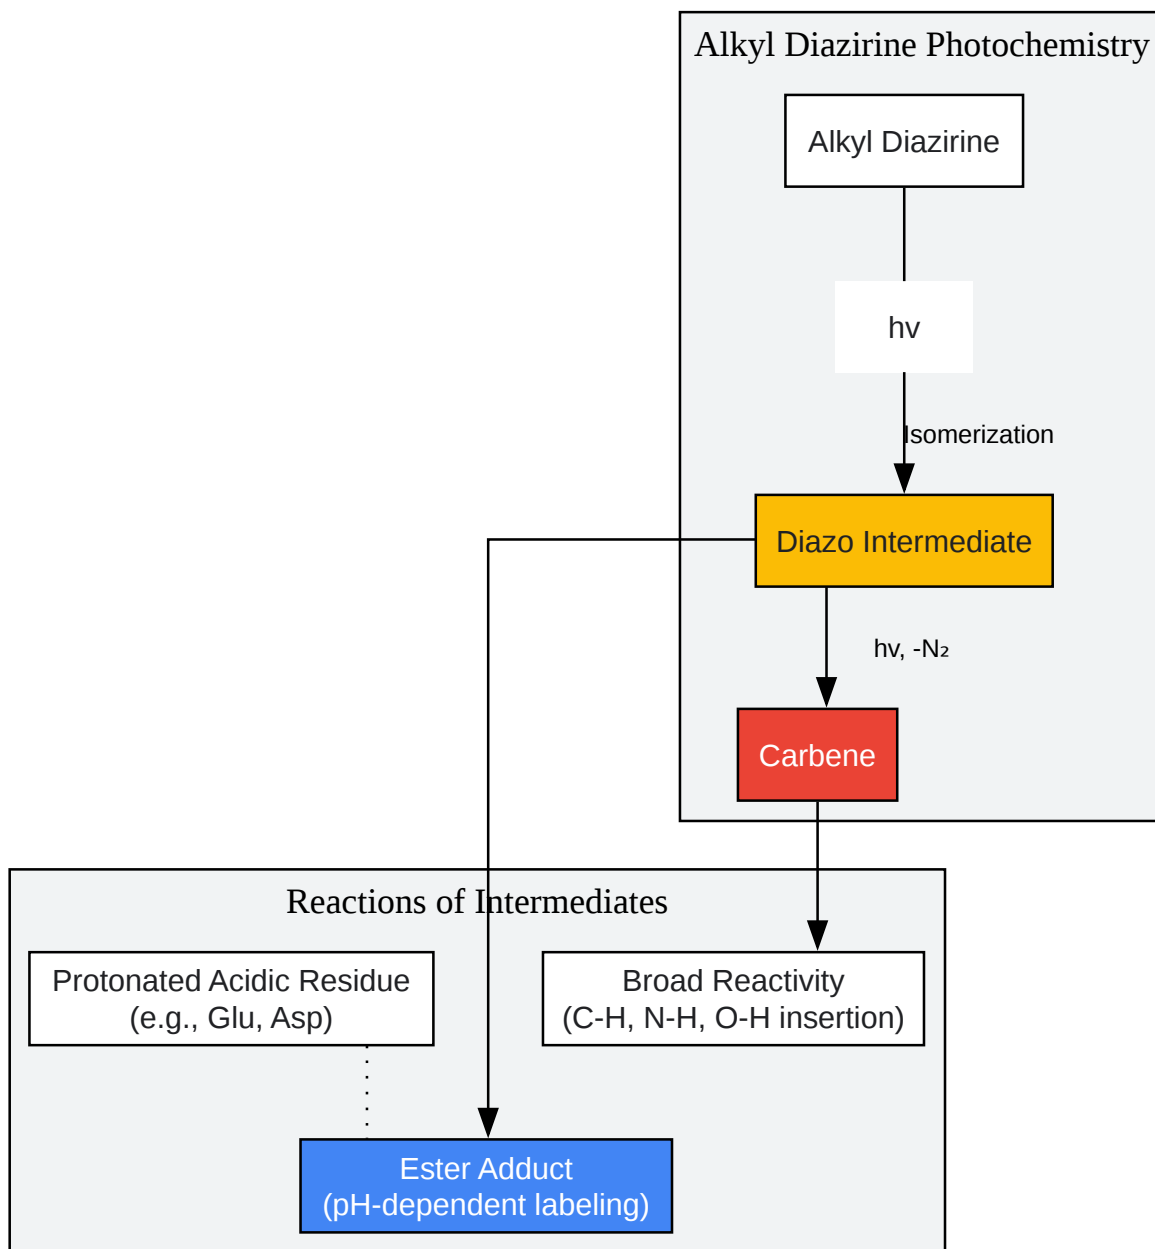 Alkyl Diazirine Photochemistry
Alkyl Diazirine
hv
Isomerization
Diazo Intermediate
hv, -N₂
Carbene
Reactions of Intermediates
Protonated Acidic Residue
(e.g., Glu, Asp)
Broad Reactivity
(C-H, N-H, O-H insertion)
Ester Adduct
(pH-dependent labeling)